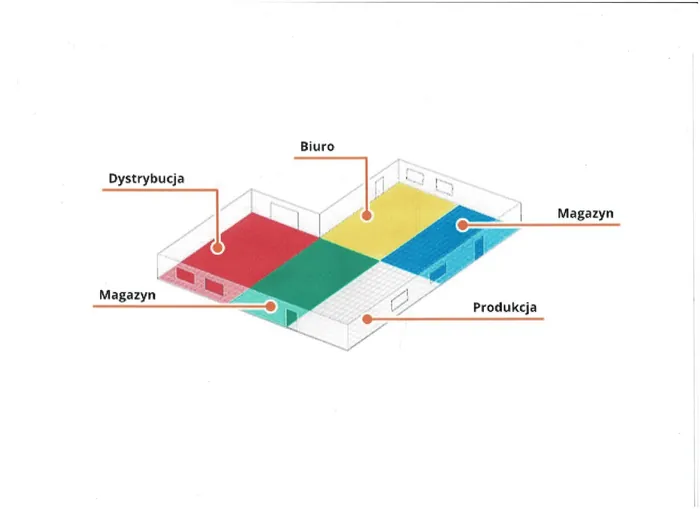 Biuro
Dystrybucja
Magazyn
Magazyn
Produkcja